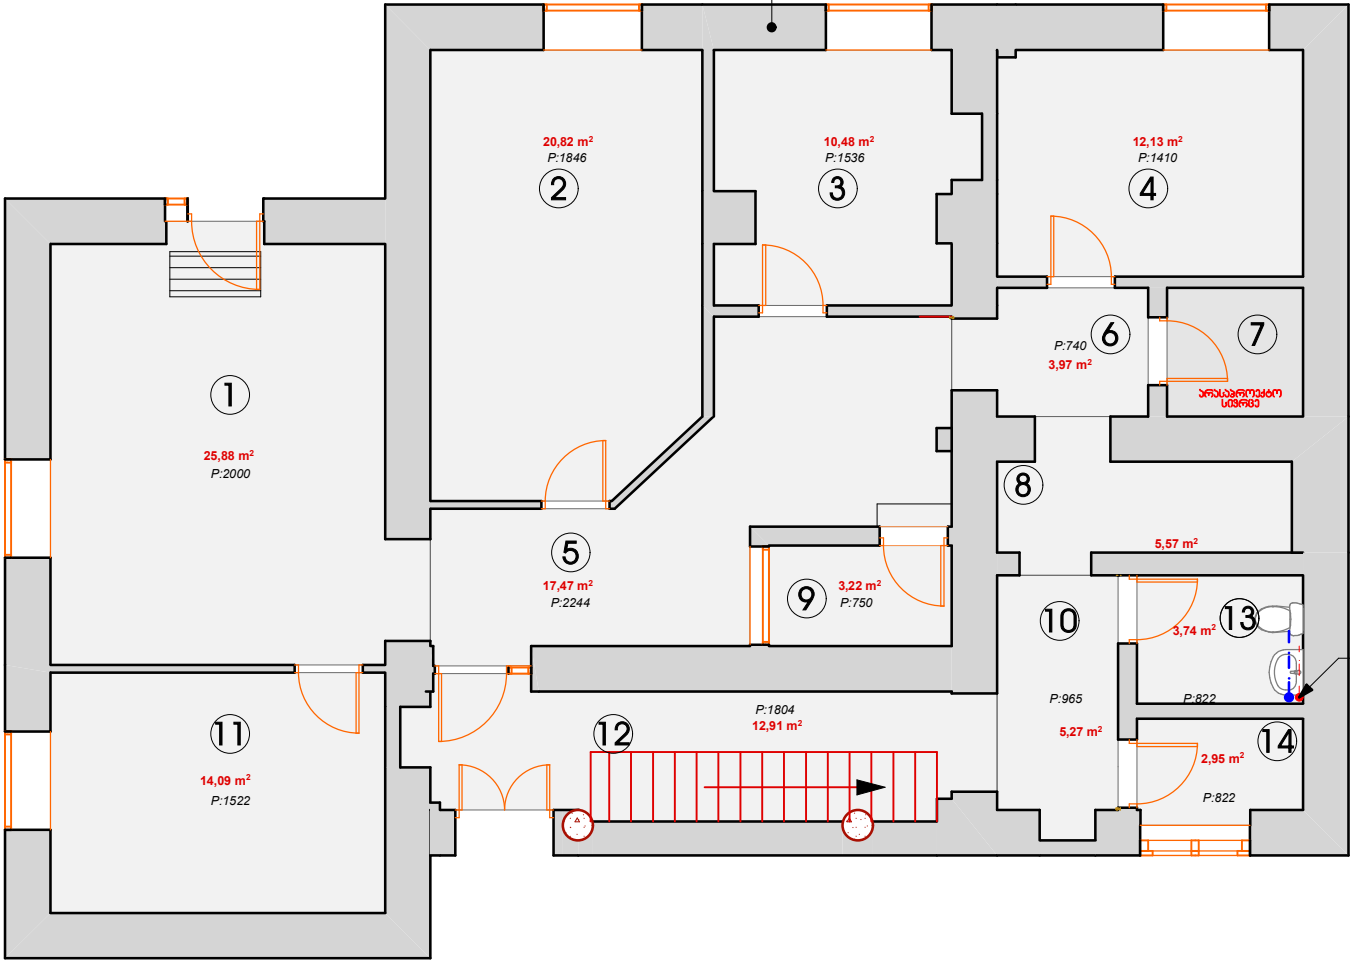 20,82 m²
P:1846
2
10,48 m²
P:1536
3
12,13 m²
P:1410
4
1
25,88 m²
P:2000
P:740
6
3,97 m²
7
არასაპროექტო
სივრცე
8
5,57 m²
5
17,47 m²
P:2244
9
3,22 m²
P:750
10
P:965
5,27 m²
13
3,74 m²
P:822
11
14,09 m²
P:1522
12
P:1804
12,91 m²
14
2,95 m²
P:822